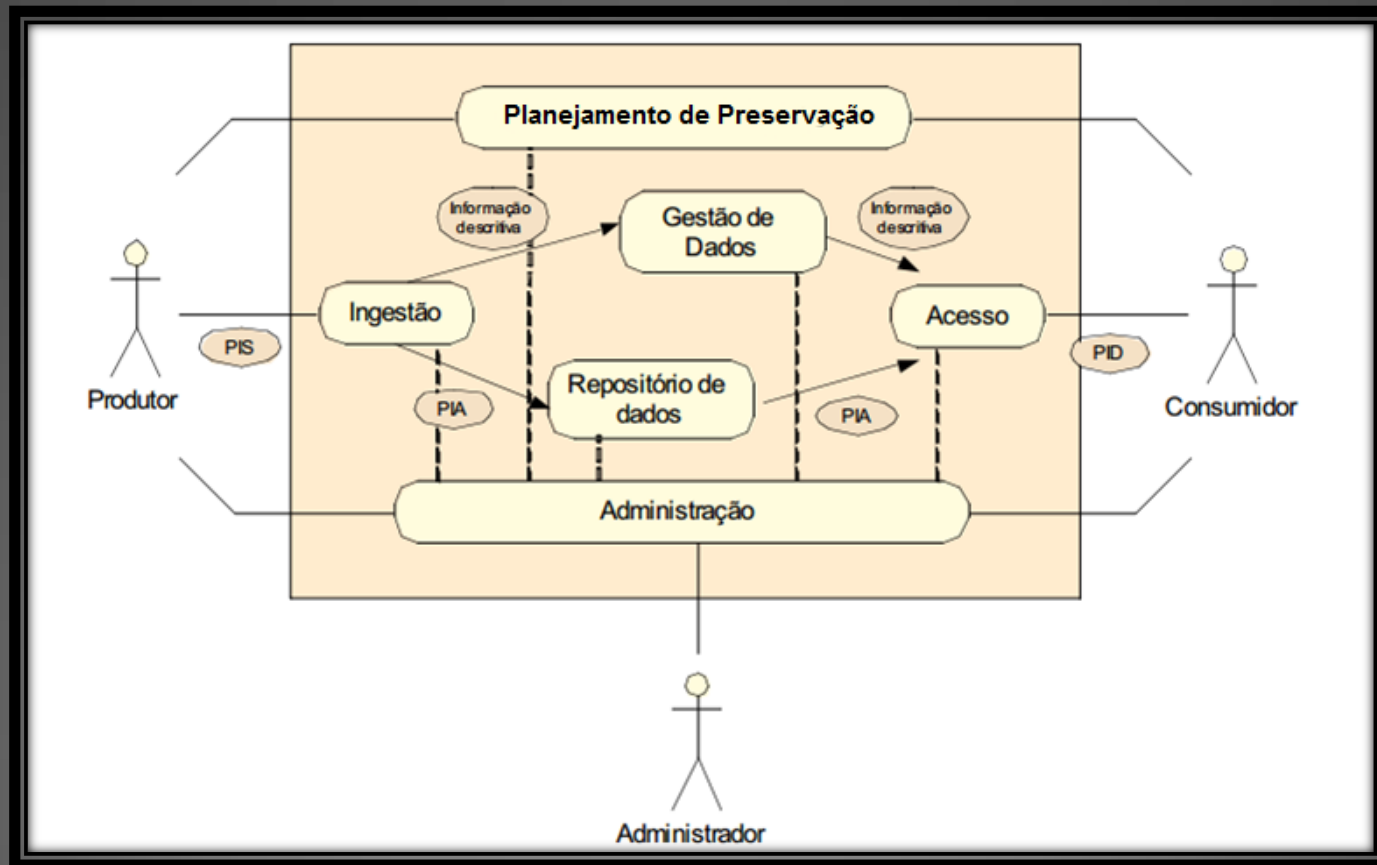 Planejamento de Preservação
Informação
descritiva
Gestão de
Dados
Informação
descritiva
Ingestão
Acesso
PIS
PID
Produtor
Repositório de
dados
PIA
PIA
Consumidor
Administração
Administrador